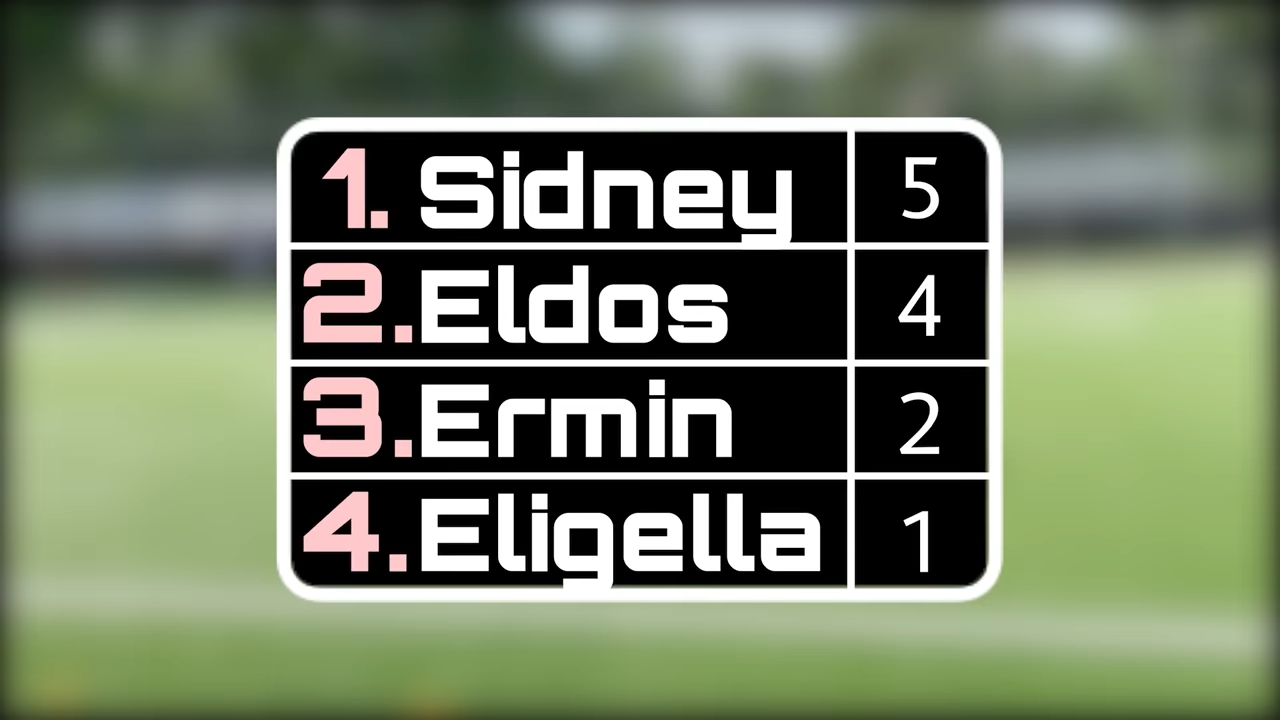 1. Sidney 5
2. Eldos 4
3. Ermin 2
4. Eligella 1